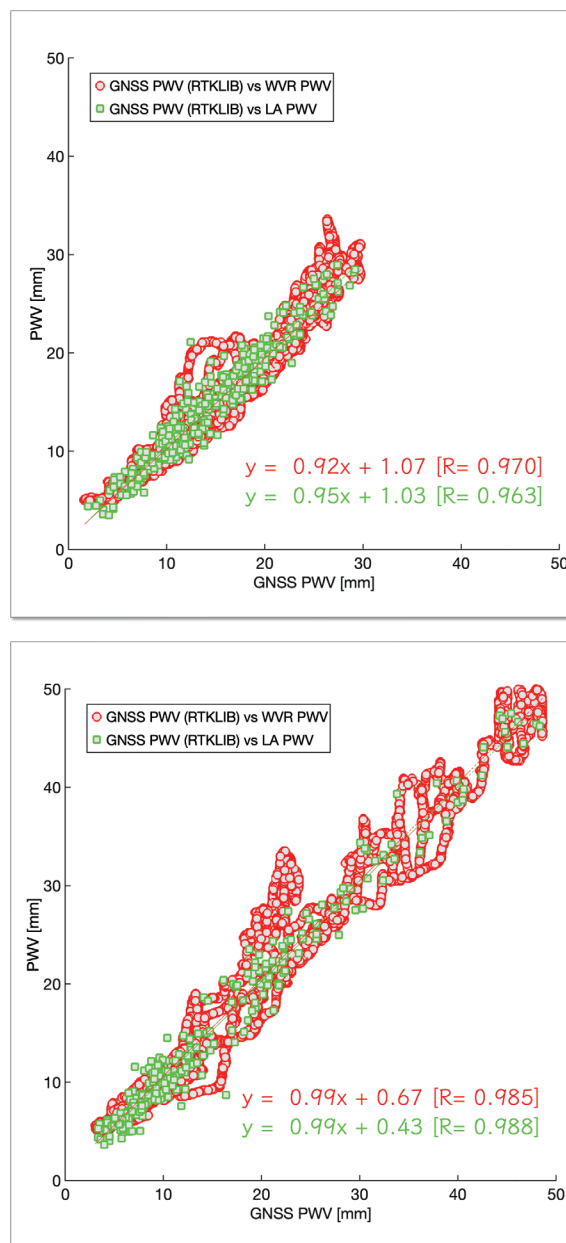 50
GNSS PWV (RTKLIB) vs WVR PWV
GNSS PWV (RTKLIB) vs LA PWV
40
30
PWV [mm]
20
10
y = 0.92x + 1.07 [R= 0.970]
y = 0.95x + 1.03 [R= 0.963]
0
0 10 20 30 40 50
GNSS PWV [mm]
50
GNSS PWV (RTKLIB) vs WVR PWV
GNSS PWV (RTKLIB) vs LA PWV
40
30
PWV [mm]
20
10
y = 0.99x + 0.67 [R= 0.985]
y = 0.99x + 0.43 [R= 0.988]
0
0 10 20 30 40 50
GNSS PWV [mm]